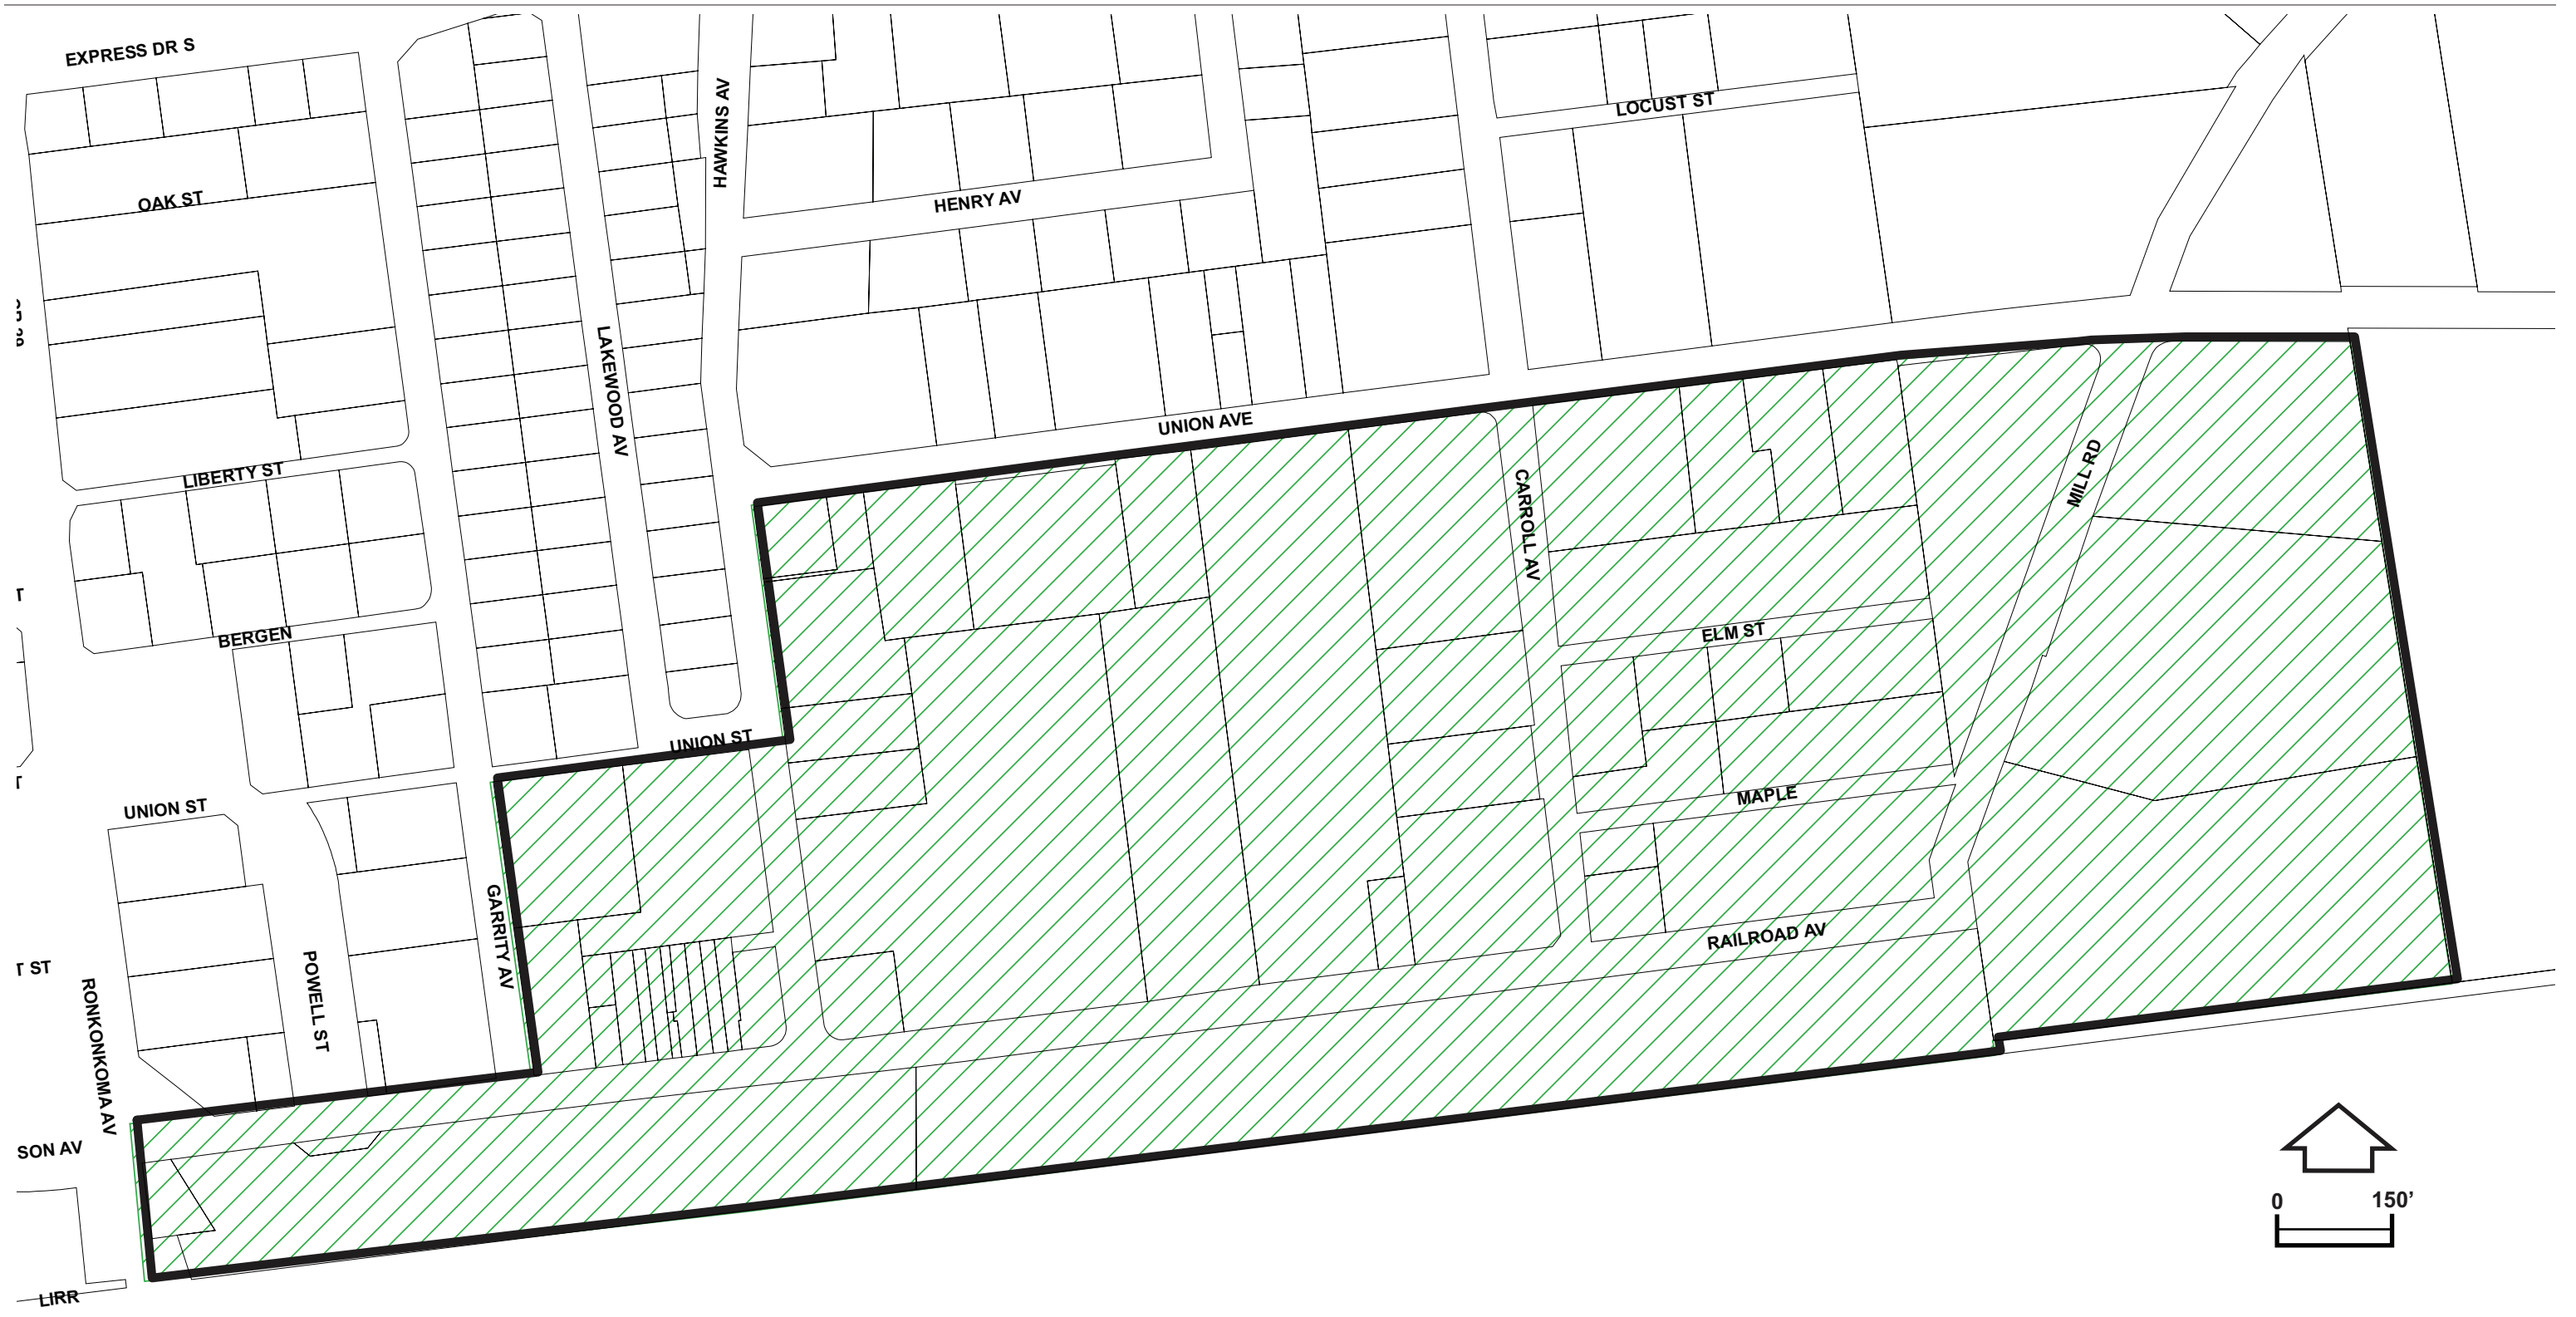 EXPRESS DR S
OAK ST
HAWKINS AV
LOCUST ST
HENRY AV
LAKEWOOD AV
UNION AVE
LIBERTY ST
CARROLL AV
MILL RD
BERGEN
ELM ST
UNION ST
MAPLE
UNION ST
GARRITY AV
RAILROAD AV
POWELL ST
T ST
RONKONKOMA AV
SON AV
LIRR
0 150’